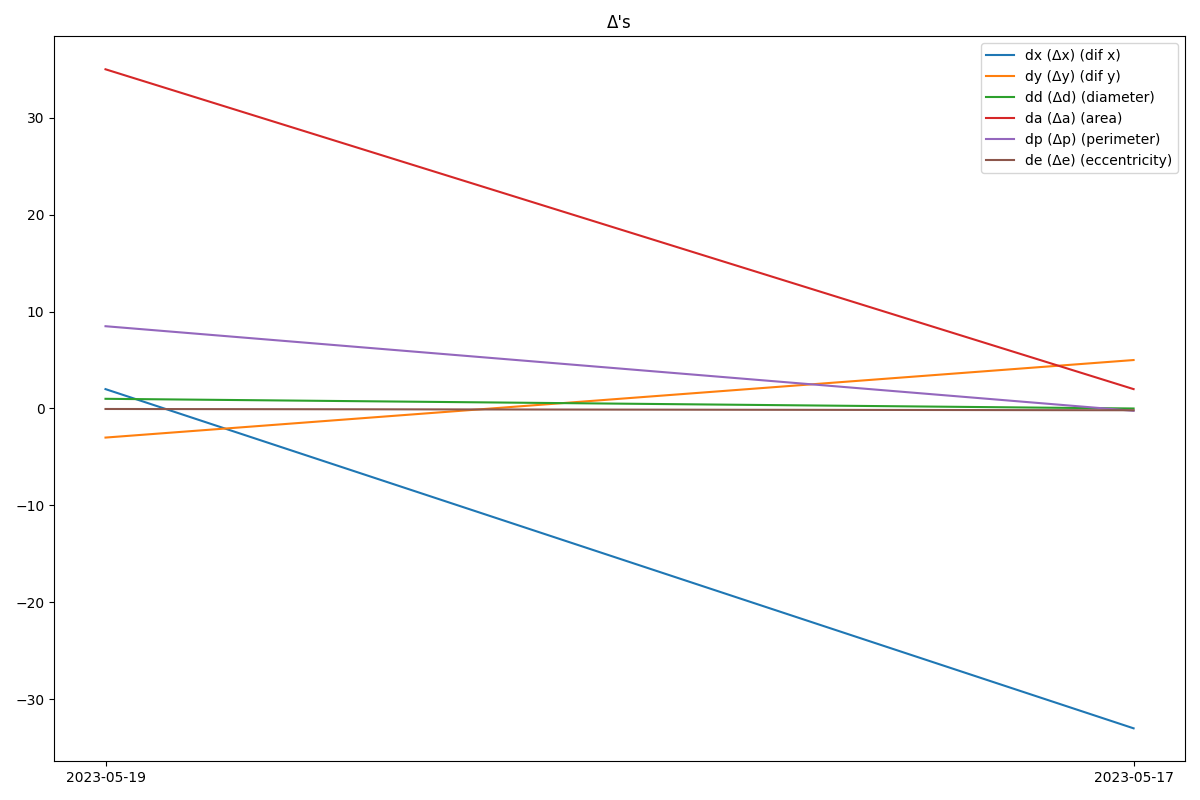 Δ's
dx (Δx) (dif x)
dy (Δy) (dif y)
dd (Δd) (diameter)
da (Δa) (area)
dp (Δp) (perimeter)
de (Δe) (eccentricity)
30
20
10
0
−10
−20
−30
2023-05-19
2023-05-17